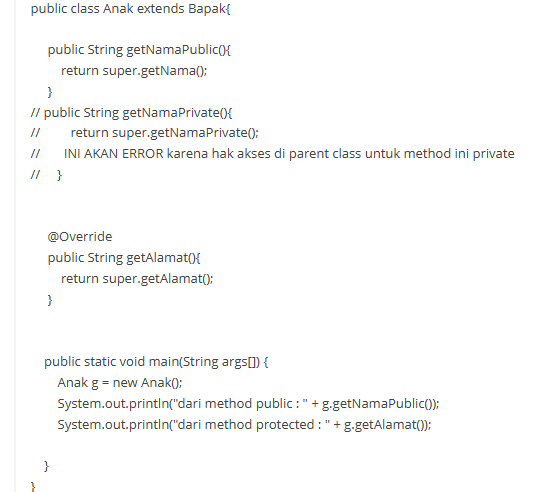 public class Anak extends Bapak{
public String getNamaPublic(){
return super.getNama();
}
// public String getNamaPrivate(){
// return super.getNamaPrivate();
// INI AKAN ERROR karena hak akses di parent class untuk method ini private
// }
@Override
public String getAlamat(){
return super.getAlamat();
}
public static void main(String args[]) {
Anak g = new Anak();
System.out.println("dari method public : " + g.getNamaPublic());
System.out.println("dari method protected : " + g.getAlamat());
}
}